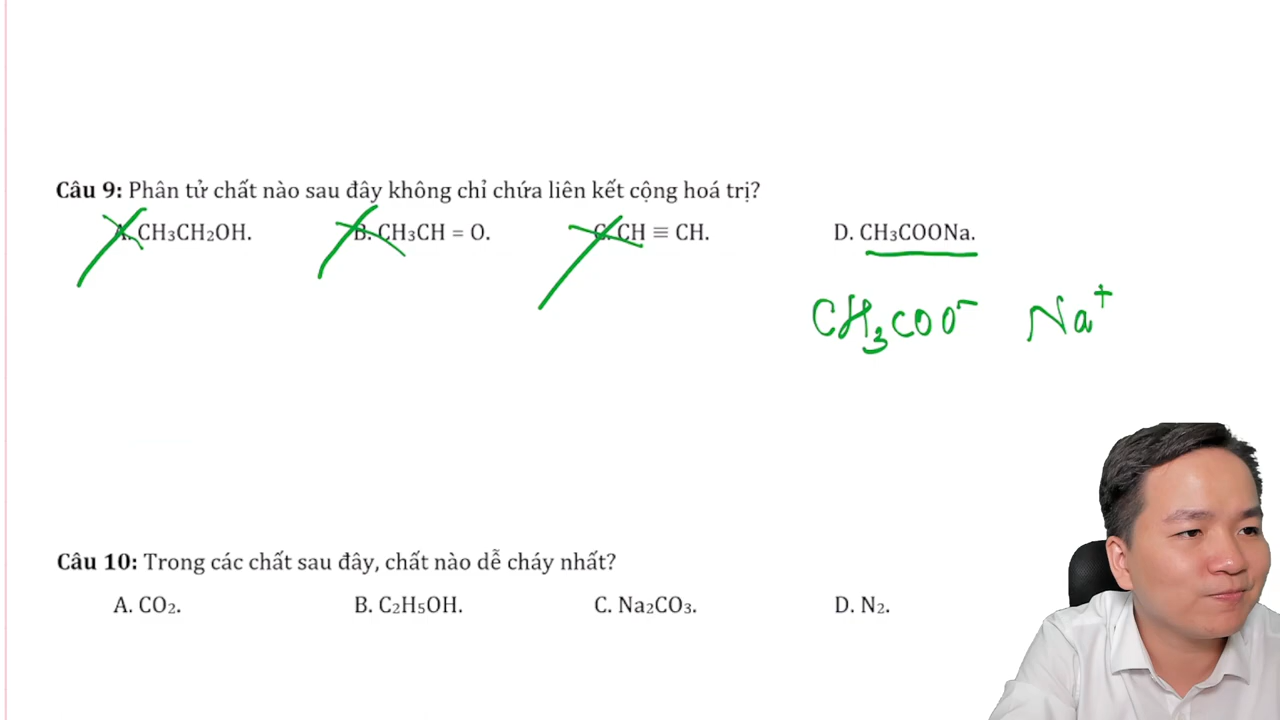 Câu 9: Phân tử chất nào sau đây không chỉ chứa liên kết cộng hoá trị?
A. CH₃CH₂OH. B. CH₃CH = O. C. CH ≡ CH. D. CH₃COONa.
CH₃COO⁻ Na⁺
Câu 10: Trong các chất sau đây, chất nào dễ cháy nhất?
A. CO₂. B. C₂H₅OH. C. Na₂CO₃. D. N₂.